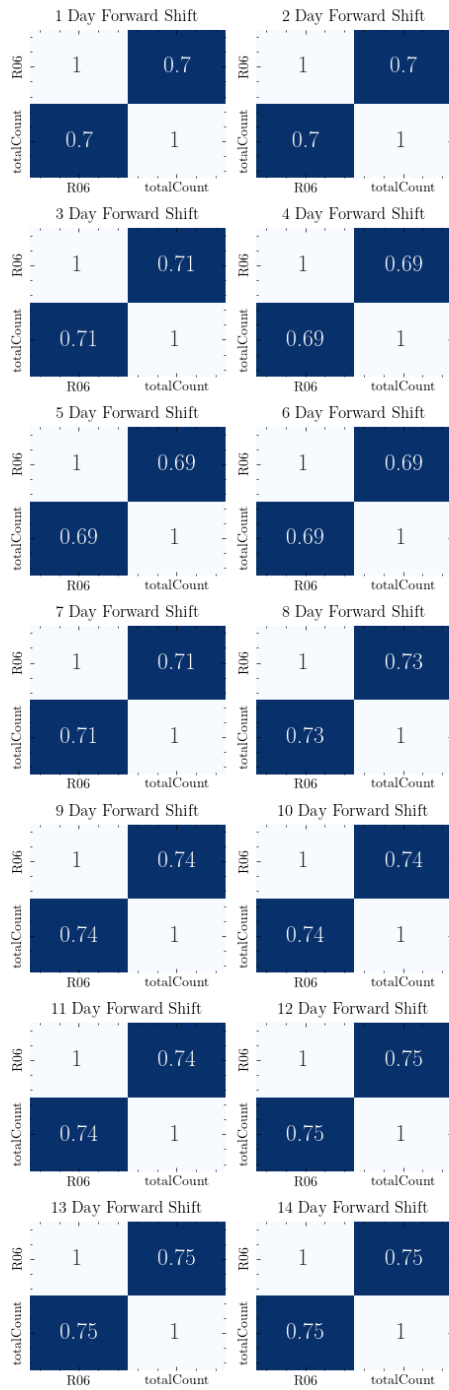 1 Day Forward Shift
R06
1
0.7
totalCount
0.7
1
R06
totalCount
2 Day Forward Shift
R06
1
0.7
totalCount
0.7
1
R06
totalCount
3 Day Forward Shift
R06
1
0.71
totalCount
0.71
1
R06
totalCount
4 Day Forward Shift
R06
1
0.69
totalCount
0.69
1
R06
totalCount
5 Day Forward Shift
R06
1
0.69
totalCount
0.69
1
R06
totalCount
6 Day Forward Shift
R06
1
0.69
totalCount
0.69
1
R06
totalCount
7 Day Forward Shift
R06
1
0.71
totalCount
0.71
1
R06
totalCount
8 Day Forward Shift
R06
1
0.73
totalCount
0.73
1
R06
totalCount
9 Day Forward Shift
R06
1
0.74
totalCount
0.74
1
R06
totalCount
10 Day Forward Shift
R06
1
0.74
totalCount
0.74
1
R06
totalCount
11 Day Forward Shift
R06
1
0.74
totalCount
0.74
1
R06
totalCount
12 Day Forward Shift
R06
1
0.75
totalCount
0.75
1
R06
totalCount
13 Day Forward Shift
R06
1
0.75
totalCount
0.75
1
R06
totalCount
14 Day Forward Shift
R06
1
0.75
totalCount
0.75
1
R06
totalCount